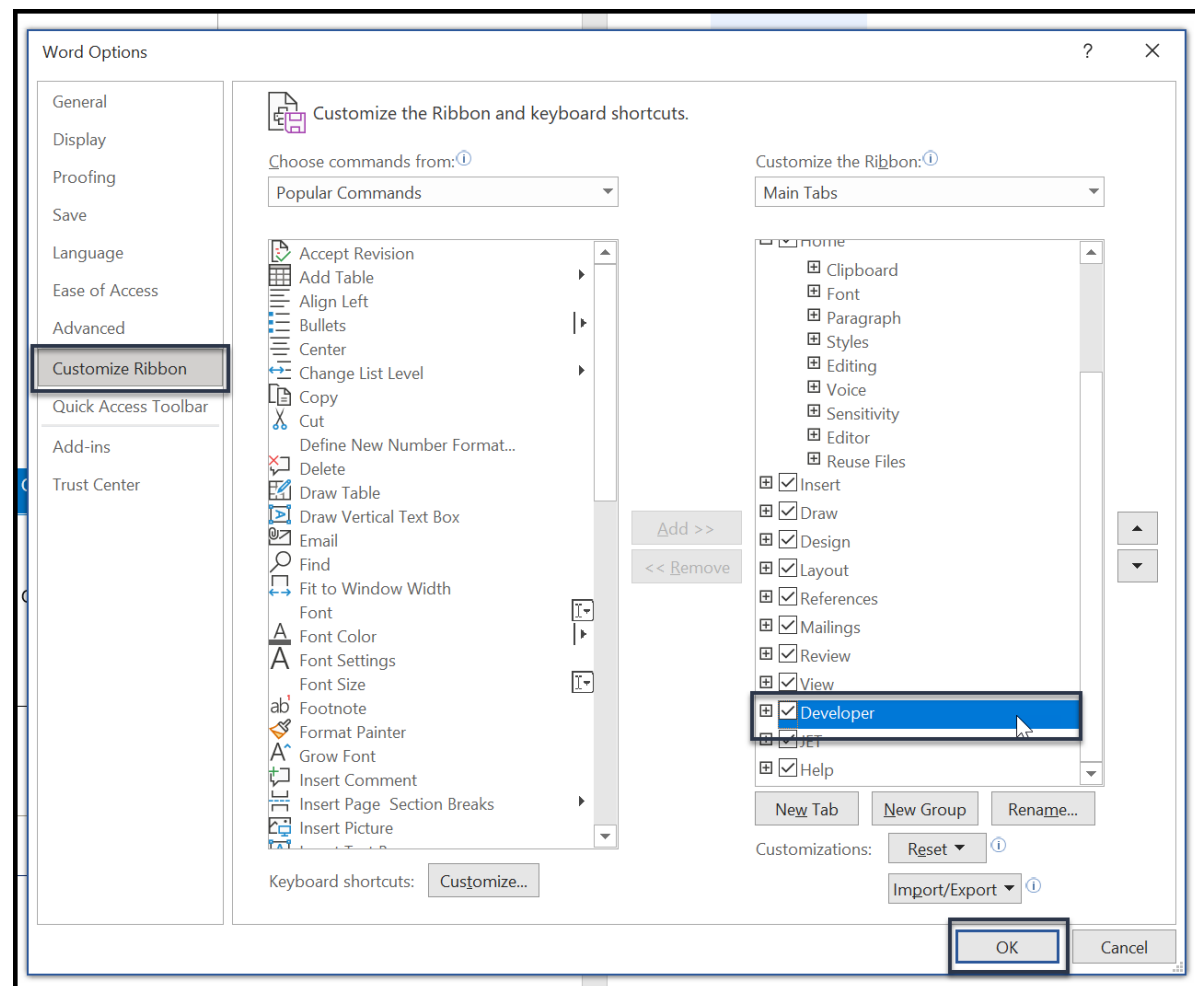 Word Options
?
General
Display
Proofing
Save
Language
Ease of Access
Advanced
Customize Ribbon
Quick Access Toolbar
Add-ins
Trust Center
Customize the Ribbon and keyboard shortcuts.
Choose commands from:
Popular Commands
Accept Revision
Add Table
Align Left
Bullets
Center
Change List Level
Copy
Cut
Define New Number Format...
Delete
Draw Table
Draw Vertical Text Box
Email
Find
Fit to Window Width
Font
Font Color
Font Settings
Font Size
Footnote
Format Painter
Grow Font
Insert Comment
Insert Page  Section Breaks
Insert Picture
Keyboard shortcuts: Customize...
Add >>
<< Remove
Customize the Ribbon:
Main Tabs
Home
Clipboard
Font
Paragraph
Styles
Editing
Voice
Sensitivity
Editor
Reuse Files
Insert
Draw
Design
Layout
References
Mailings
Review
View
Developer
JET
Help
New Tab New Group Rename...
Customizations: Reset
Import/Export
OK Cancel